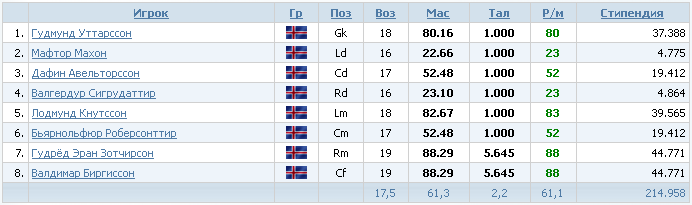 Игрок Гр Поз Воз Мас Тал Р/м Стипендия
1. Гудмунд Уттарссон Gk 18 80.16 1.000 80 37.388
2. Мафтор Махон Ld 16 22.66 1.000 23 4.775
3. Дафин Авельторссон Cd 17 52.48 1.000 52 19.412
4. Валгердур Сигрудаттир Rd 16 23.10 1.000 23 4.864
5. Лодмунд Кнутссон Lm 18 82.67 1.000 83 39.565
6. Бьярнольфюр Роберсонттир Cm 17 52.48 1.000 52 19.412
7. Гудрёд Эран Зотчирсон Rm 19 88.29 5.645 88 44.771
8. Валдимар Биргиссон Cf 19 88.29 5.645 88 44.771
17,5 61,3 2,2 61,1 214.958